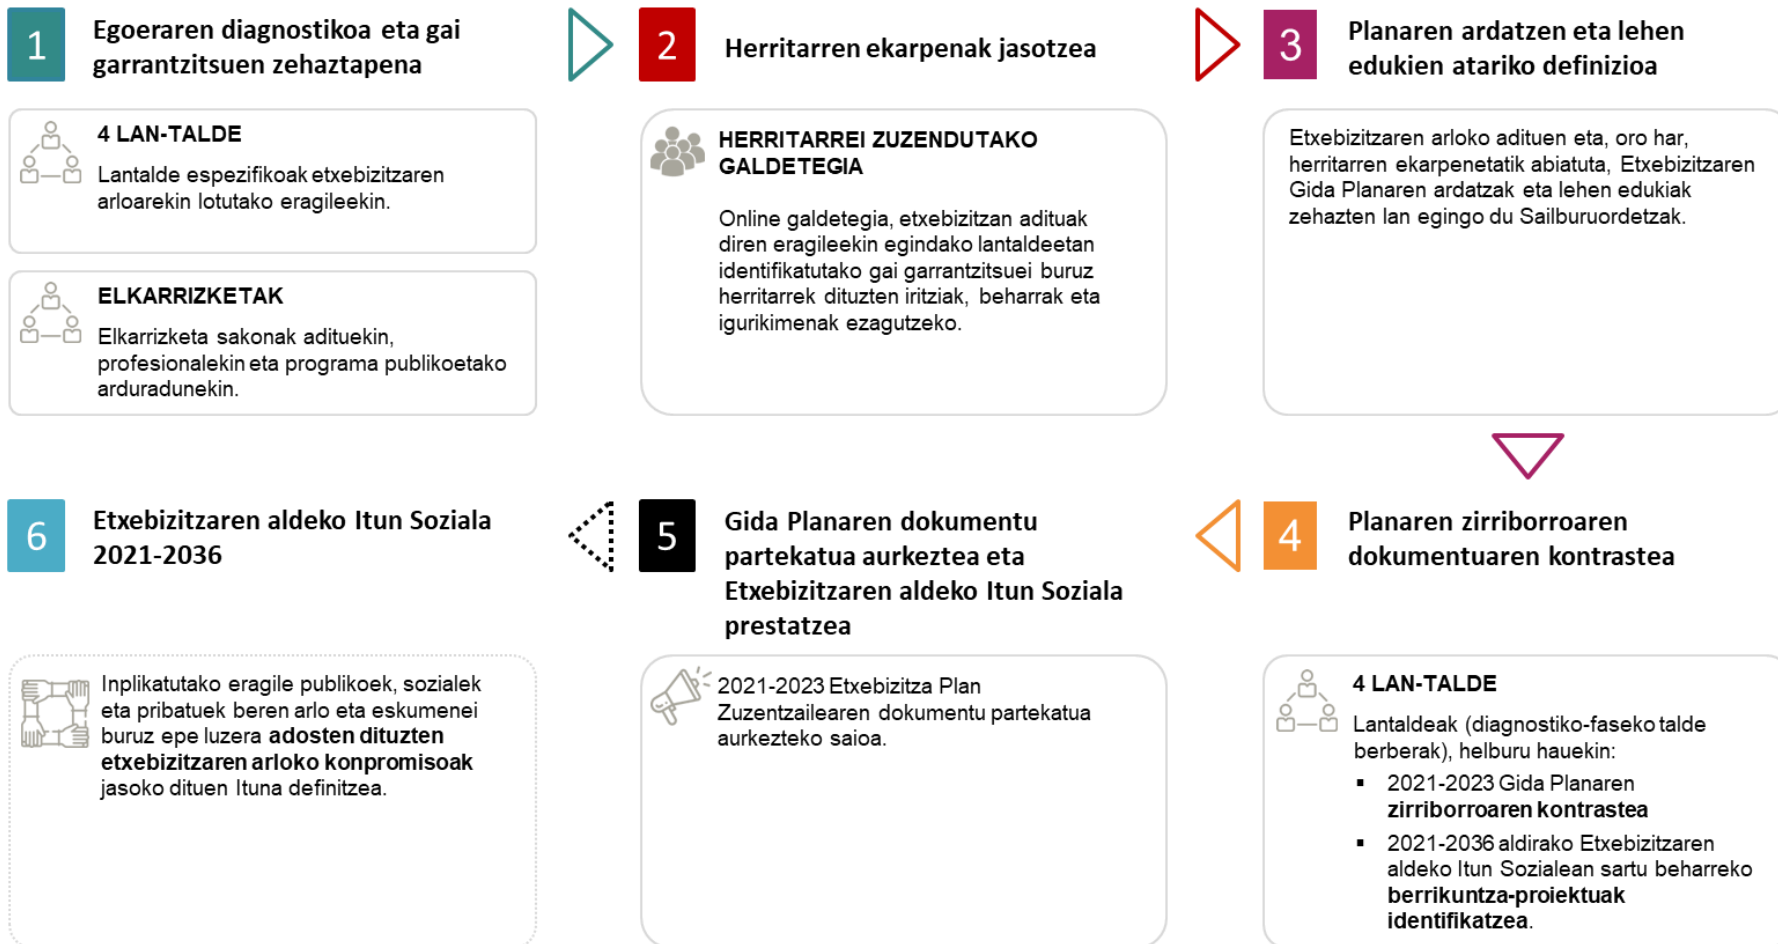 1
Egoeraren diagnostikoa eta gai
garrantzitsuen zehaztapena
4 LAN-TALDE
Lantalde espezifikoak etxebizitzaren
arloarekin lotutako eragileekin.
ELKARRIZKETAK
Elkarrizketa sakonak adituekin,
profesionalekin eta programa publikoetako
arduradunekin.
2
Herritarren ekarpenak jasotzea
HERRITARREI ZUZENDUTAKO
GALDETEGIA
Online galdetegia, etxebizitzan adituak
diren eragileekin egindako lantaldeetan
identifikatutako gai garrantzitsuei buruz
herritarrek dituzten iritziak, beharrak eta
igurikimenak ezagutzeko.
3
Planaren ardatzen eta lehen
edukien atariko definizioa
Etxebizitzaren arloko adituen eta, oro har,
herritarren ekarpenetatik abiatuta, Etxebizitzaren
Gida Planaren ardatzak eta lehen edukiak
zehazten lan egingo du Sailburuordetzak.
4
Planaren zirriborroaren
dokumentuaren kontrastea
4 LAN-TALDE
Lantaldeak (diagnostiko-faseko talde
berberak), helburu hauekin:
▪ 2021-2023 Gida Planaren
zirriborroaren kontrastea
▪ 2021-2036 aldirako Etxebizitzaren
aldeko Itun Sozialean sartu beharreko
berrikuntza-proiektuak
identifikatzea.
5
Gida Planaren dokumentu
partekatua aurkeztea eta
Etxebizitzaren aldeko Itun Soziala
prestatzea
2021-2023 Etxebizitza Plan
Zuzentzailearen dokumentu partekatua
aurkezteko saioa.
6
Etxebizitzaren aldeko Itun Soziala
2021-2036
Inplikatutako eragile publikoek, sozialek
eta pribatuek beren arlo eta eskumenei
buruz epe luzera adosten dituzten
etxebizitzaren arloko konpromisoak
jasoko dituen Ituna definitzea.